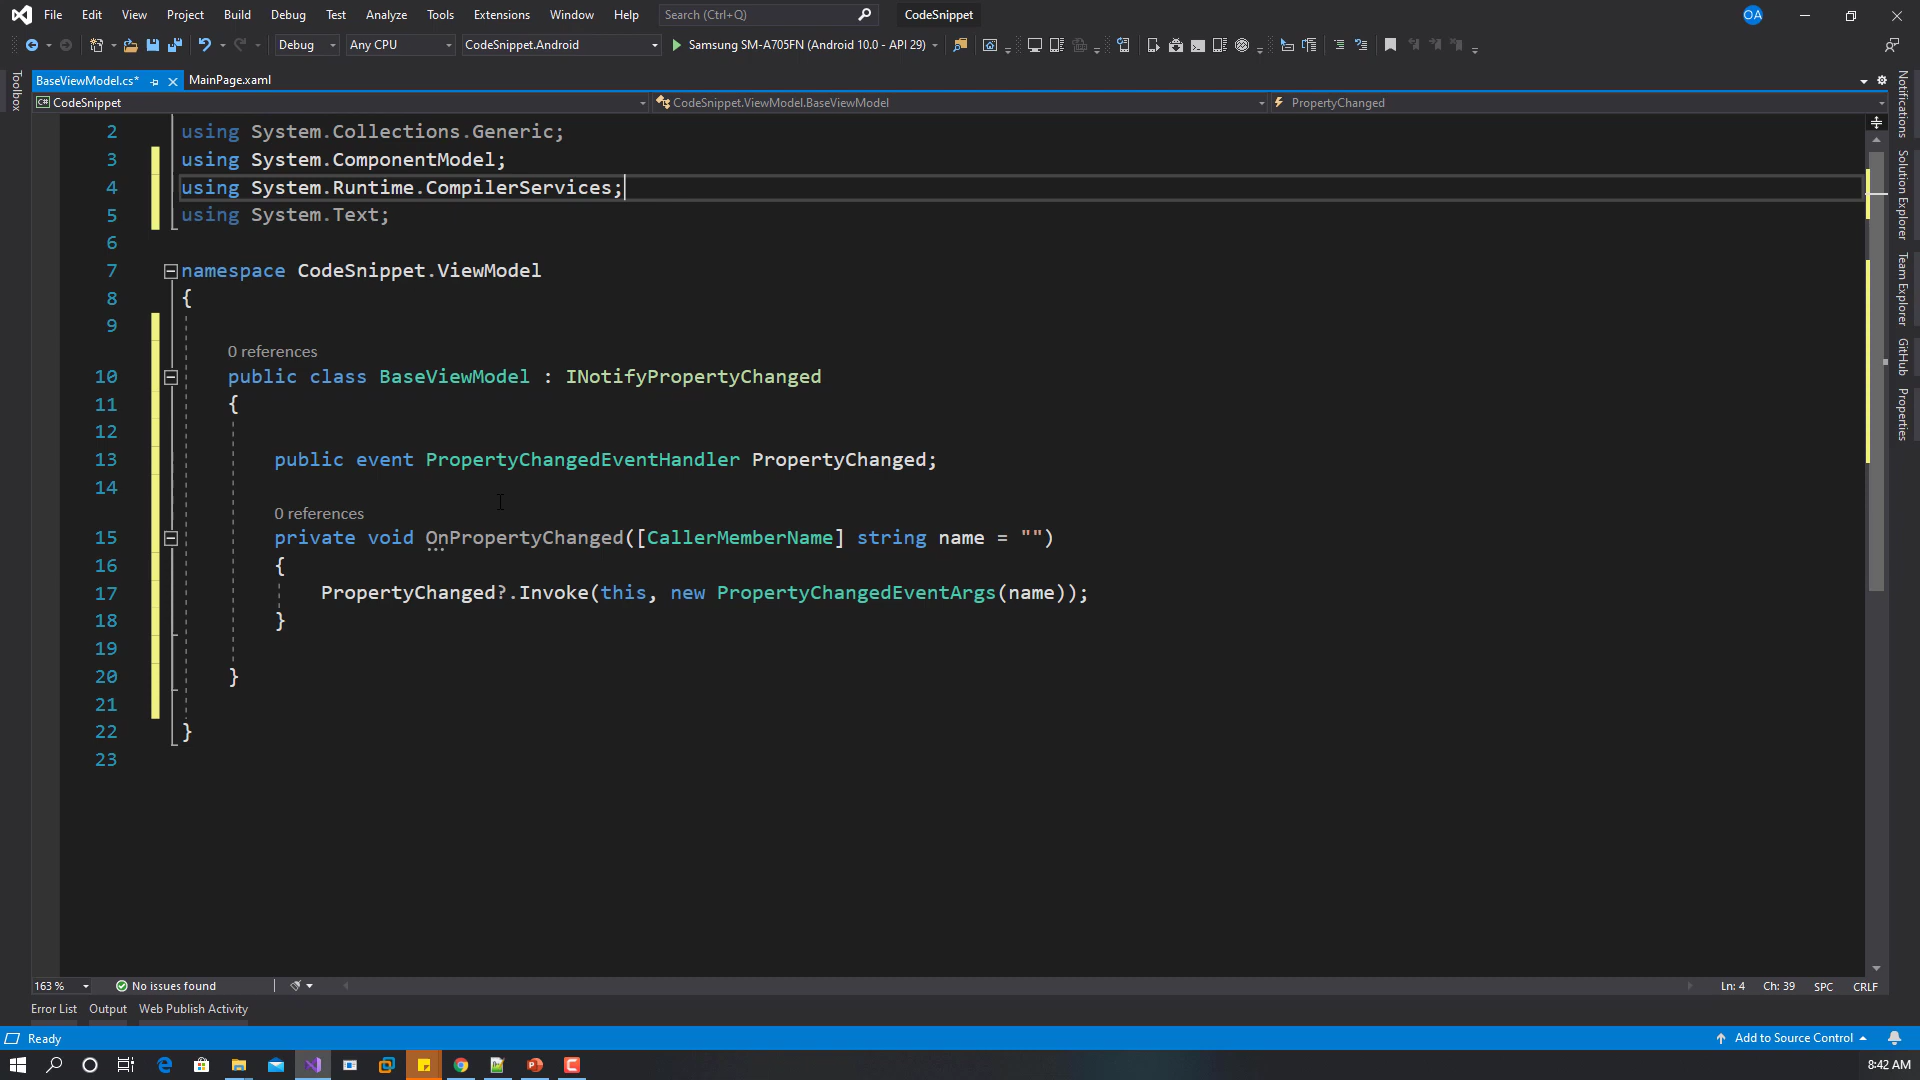 File Edit View Project Build Debug Test Analyze Tools Extensions Window Help Search (Ctrl+Q) CodeSnippet OA
Debug Any CPU CodeSnippet.Android Samsung SM-A705FN (Android 10.0 - API 29)
BaseViewModel.cs* MainPage.xaml
CodeSnippet CodeSnippet.ViewModel.BaseViewModel PropertyChanged
Toolbox
Notifications
Solution Explorer
Team Explorer
GitHub
Properties
2 using System.Collections.Generic;
3 using System.ComponentModel;
4 using System.Runtime.CompilerServices;
5 using System.Text;
6
7 namespace CodeSnippet.ViewModel
8 {
9
0 references
10 public class BaseViewModel : INotifyPropertyChanged
11 {
12
13 public event PropertyChangedEventHandler PropertyChanged;
14
0 references
15 private void OnPropertyChanged([CallerMemberName] string name = "")
16 {
17 PropertyChanged?.Invoke(this, new PropertyChangedEventArgs(name));
18 }
19
20 }
21
22 }
23
163 % No issues found Ln: 4 Ch: 39 SPC CRLF
Error List Output Web Publish Activity
Ready Add to Source Control
8:42 AM